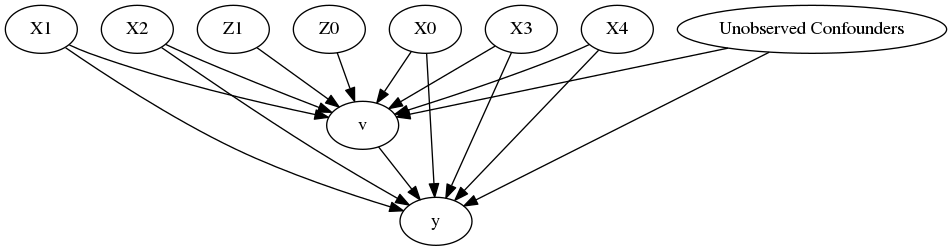 X1 X2 Z1 Z0 X0 X3 X4 Unobserved Confounders
v
y